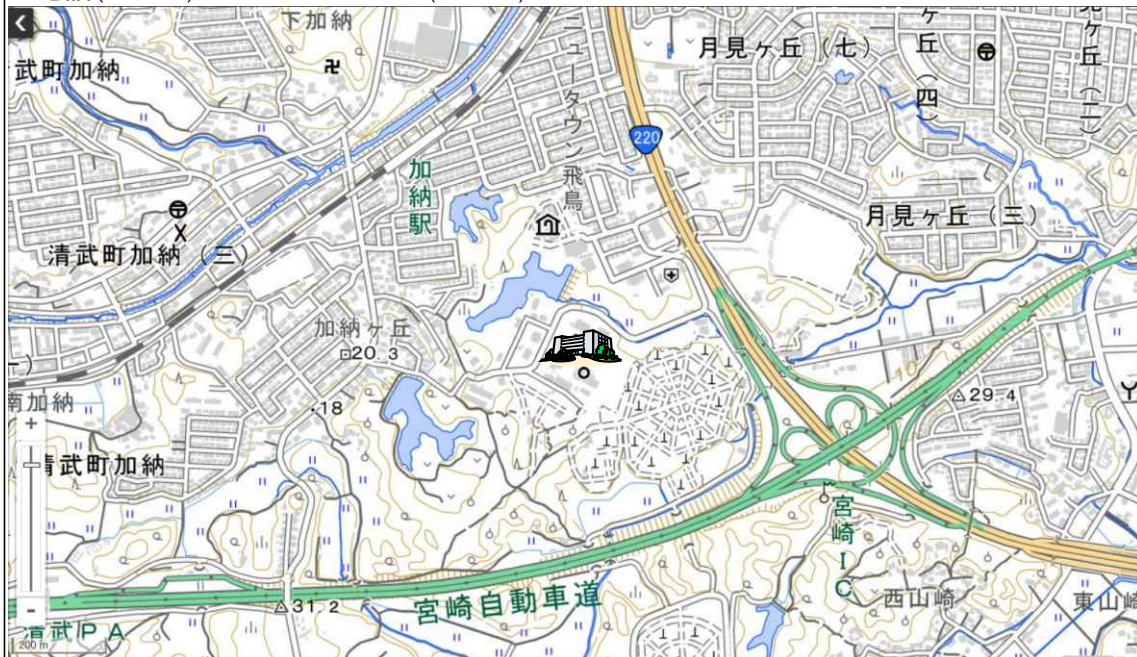 下加納
武町加納
ニュータウン飛鳥
月見ヶ丘（七）
ヶ丘（四）
ヶ丘（二）
220
加納駅
月見ヶ丘（三）
清武町加納（三）
加納ヶ丘
20.3
29.4
南加納
18
清武町加納
宮崎IC
31.2
宮崎自動車道
西山崎
東山崎
清武PA
200 m